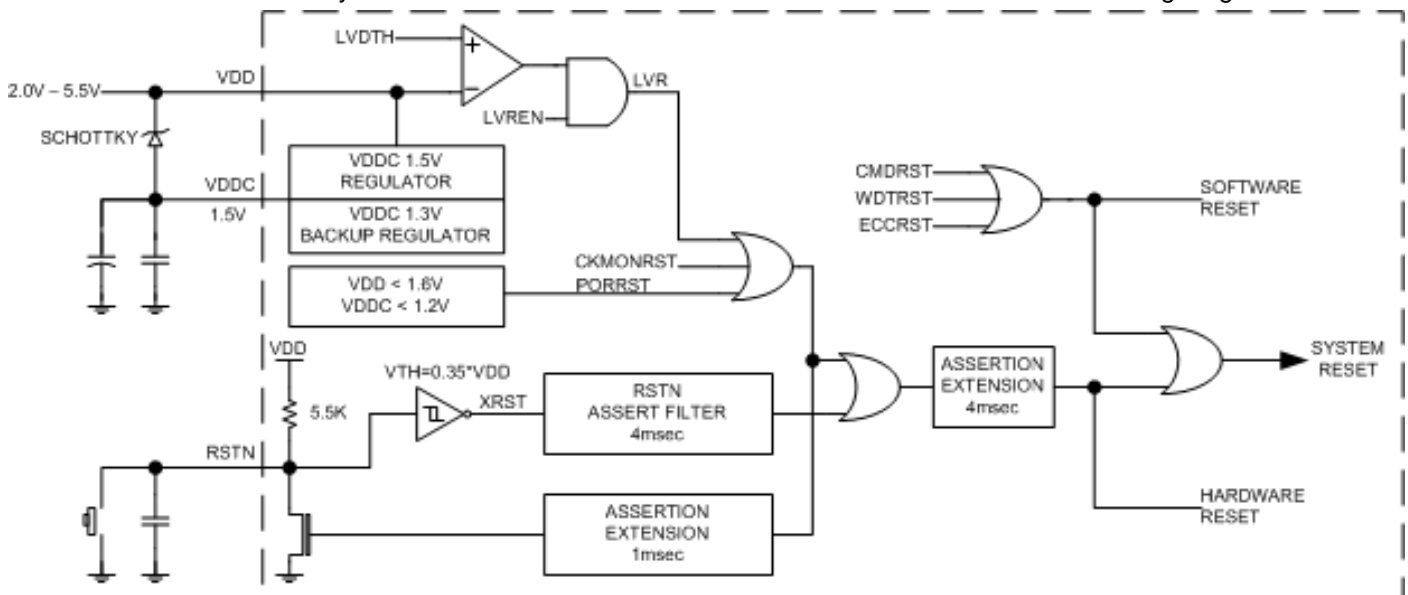 LVDTH
+
VDD
2.0V – 5.5V
−
LVR
LVREN
SCHOTTKY
VDDC 1.5V
REGULATOR
VDDC
1.5V
VDDC 1.3V
BACKUP REGULATOR
CMDRST
WDTRST
ECCRST
SOFTWARE
RESET
CKMONRST
VDD < 1.6V
VDDC < 1.2V
PORRST
VDD
5.5K
VTH=0.35*VDD
XRST
RSTN
ASSERT FILTER
4msec
ASSERTION
EXTENSION
4msec
SYSTEM
RESET
RSTN
ASSERTION
EXTENSION
1msec
HARDWARE
RESET